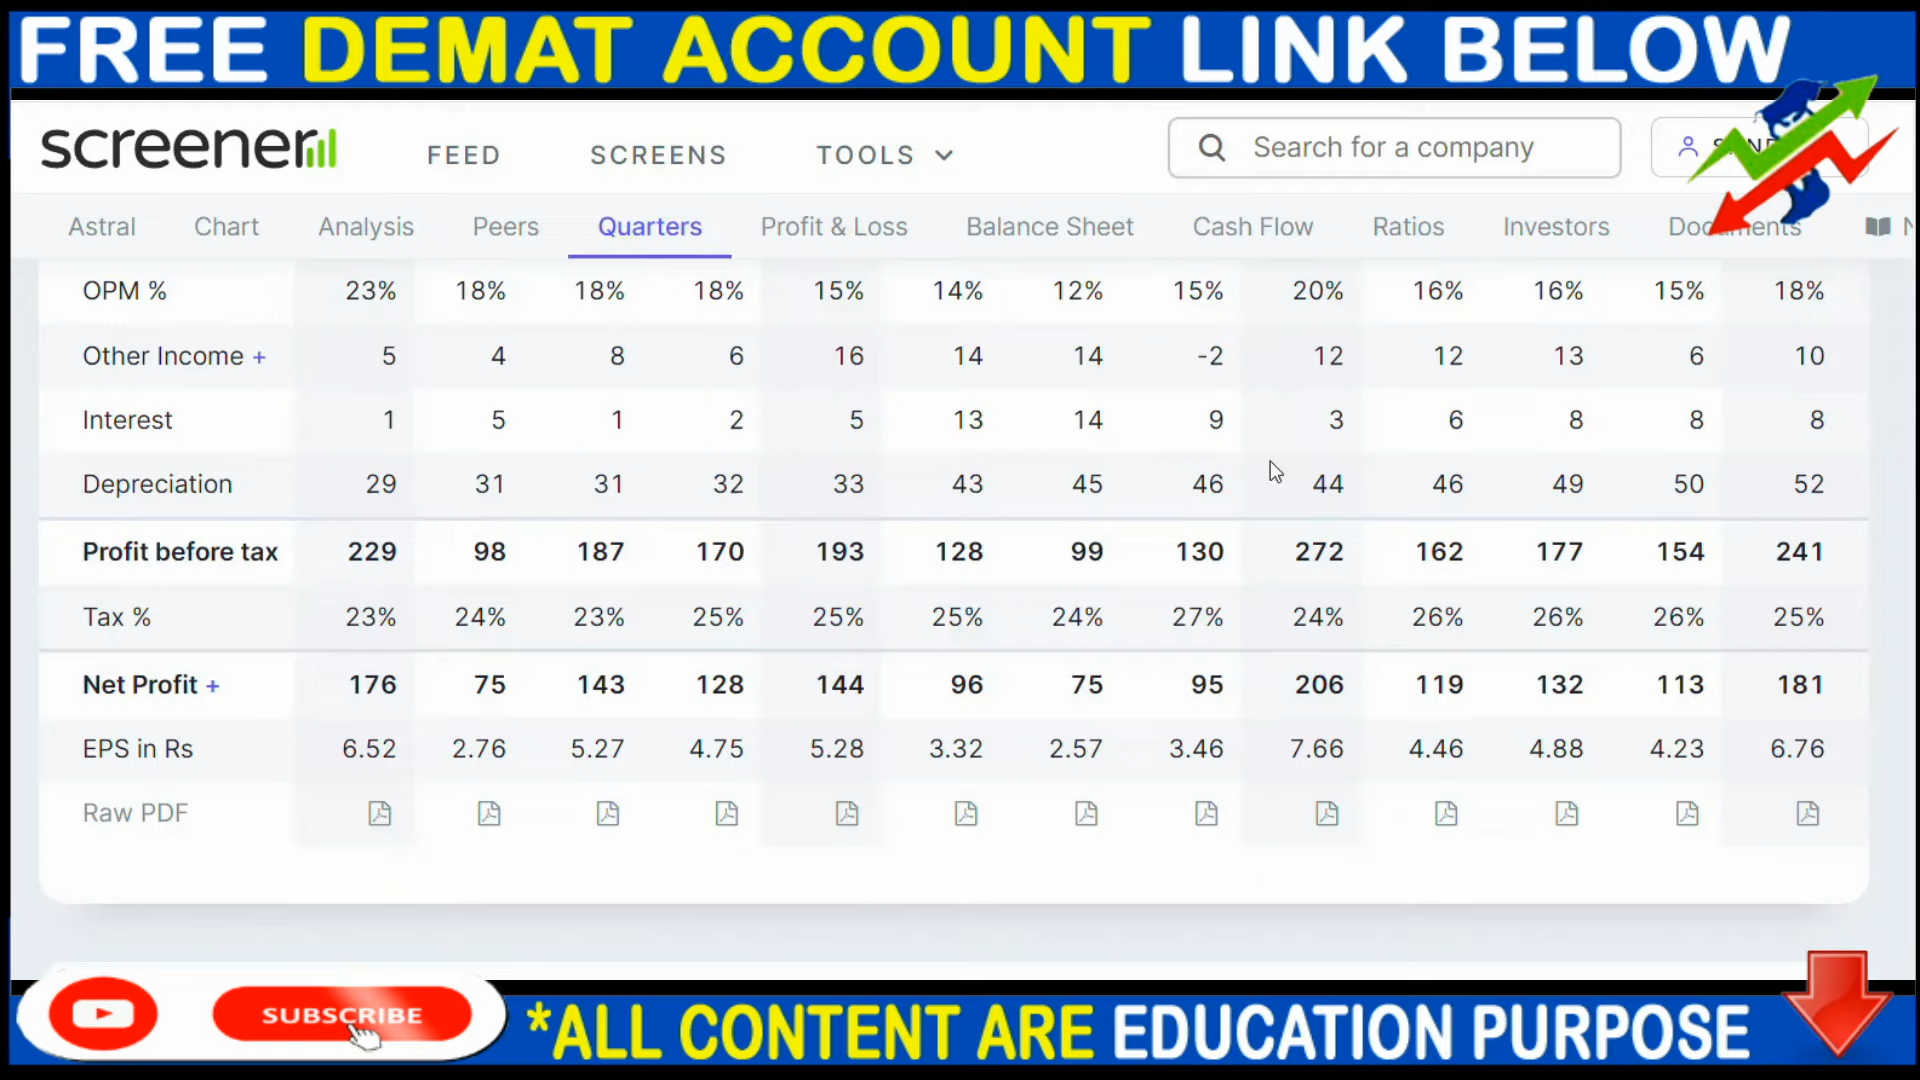 FREE DEMAT ACCOUNT LINK BELOW
screener
FEED SCREENS TOOLS
Search for a company
Astral Chart Analysis Peers Quarters Profit & Loss Balance Sheet Cash Flow Ratios Investors Documents
OPM % 23% 18% 18% 18% 15% 14% 12% 15% 20% 16% 16% 15% 18%
Other Income + 5 4 8 6 16 14 14 -2 12 12 13 6 10
Interest 1 5 1 2 5 13 14 9 3 6 8 8 8
Depreciation 29 31 31 32 33 43 45 46 44 46 49 50 52
Profit before tax 229 98 187 170 193 128 99 130 272 162 177 154 241
Tax % 23% 24% 23% 25% 25% 25% 24% 27% 24% 26% 26% 26% 25%
Net Profit + 176 75 143 128 144 96 75 95 206 119 132 113 181
EPS in Rs 6.52 2.76 5.27 4.75 5.28 3.32 2.57 3.46 7.66 4.46 4.88 4.23 6.76
Raw PDF
SUBSCRIBE
*ALL CONTENT ARE EDUCATION PURPOSE